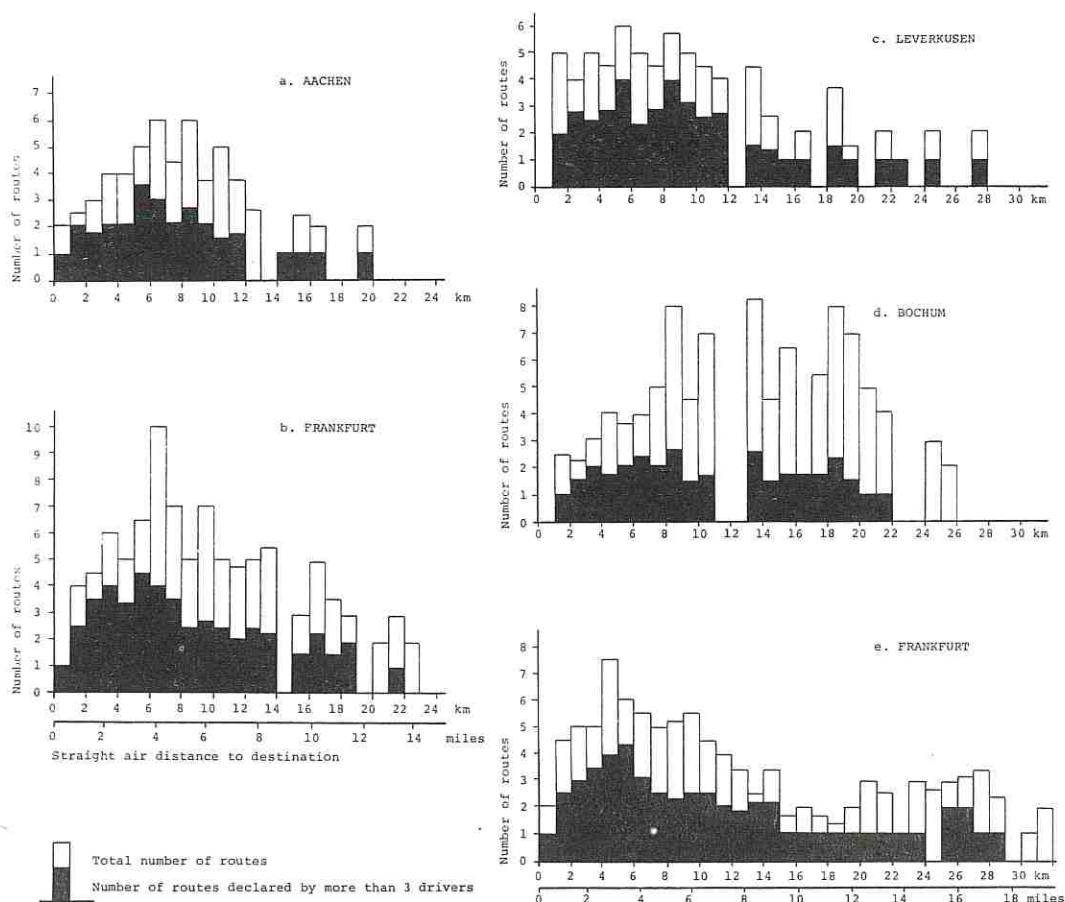 a. AACHEN
Number of routes
7
6
5
4
3
2
1
0
0 2 4 6 8 10 12 14 16 18 20 22 24 km
b. FRANKFURT
Number of routes
10
9
8
7
6
5
4
3
2
1
0
0 2 4 6 8 10 12 14 16 18 20 22 24 km
0 2 4 6 8 10 12 14 miles
Straight air distance to destination
Total number of routes
Number of routes declared by more than 3 drivers
c. LEVERKUSEN
Number of routes
6
5
4
3
2
1
0
0 2 4 6 8 10 12 14 16 18 20 22 24 26 28 30 km
d. BOCHUM
Number of routes
8
7
6
5
4
3
2
1
0
0 2 4 6 8 10 12 14 16 18 20 22 24 26 28 30 km
e. FRANKFURT
Number of routes
8
7
6
5
4
3
2
1
0
0 2 4 6 8 10 12 14 16 18 20 22 24 26 28 30 km
0 2 4 6 8 10 12 14 16 18 miles